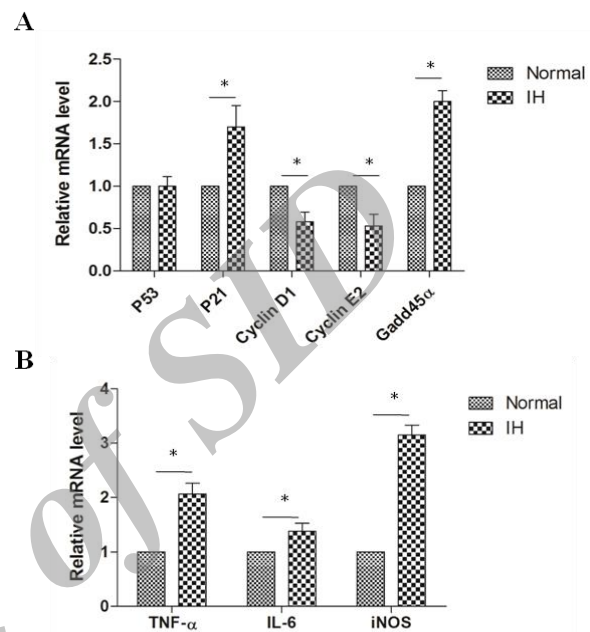 A
2.5
2.0
1.5
1.0
0.5
0.0
Relative mRNA level
*
*
*
*
Normal
IH
P53
P21
Cyclin D1
Cyclin E2
Gadd45α
B
4
3
2
1
0
Relative mRNA level
*
*
*
Normal
IH
TNF-α
IL-6
iNOS
of SID